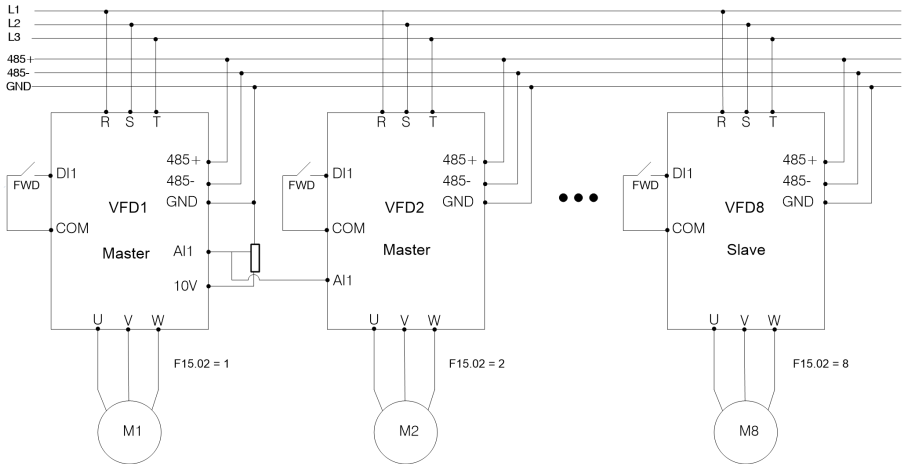 L1
L2
L3
485+
485-
GND
R S T
R S T
R S T
485+
485-
GND
AI1
10V
DI1
COM
FWD
VFD1
Master
485+
485-
GND
DI1
COM
FWD
AI1
VFD2
Master
485+
485-
GND
DI1
COM
FWD
VFD8
Slave
U V W
U V W
U V W
F15.02 = 1
F15.02 = 2
F15.02 = 8
M1
M2
M8